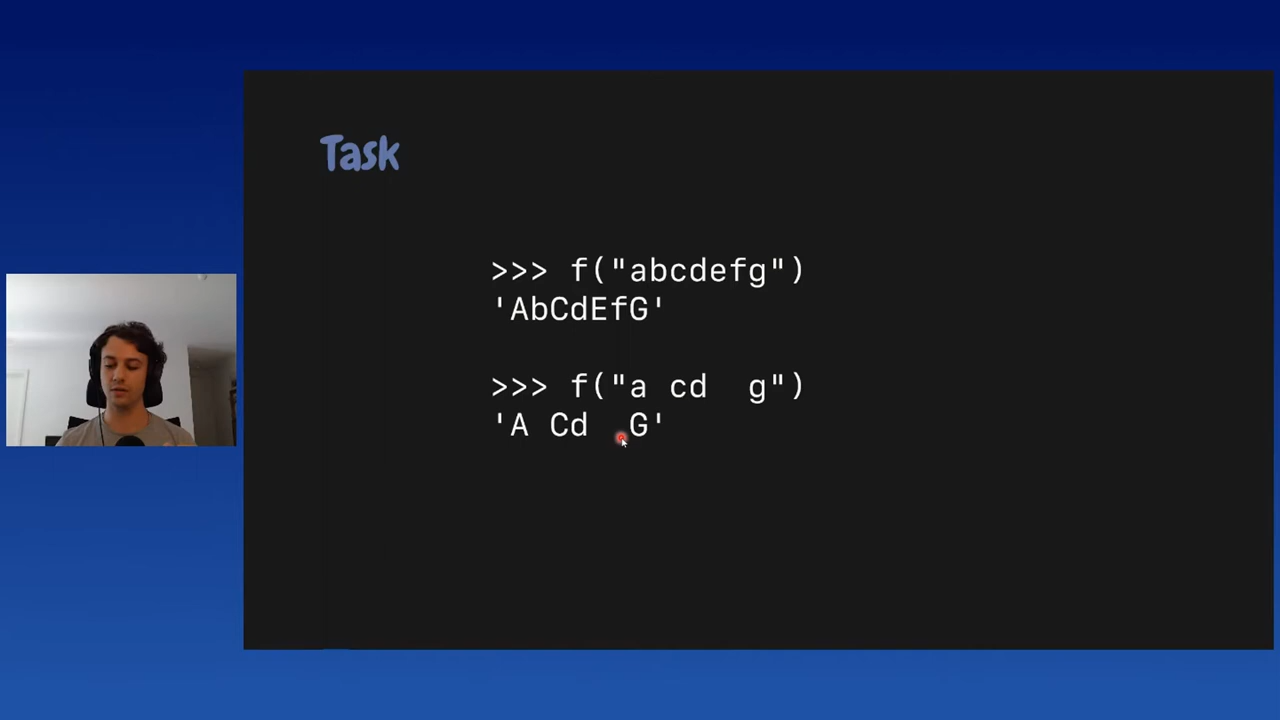 Task
>>> f("abcdefg")
'AbCdEfG'
>>> f("a cd  g")
'A Cd  G'